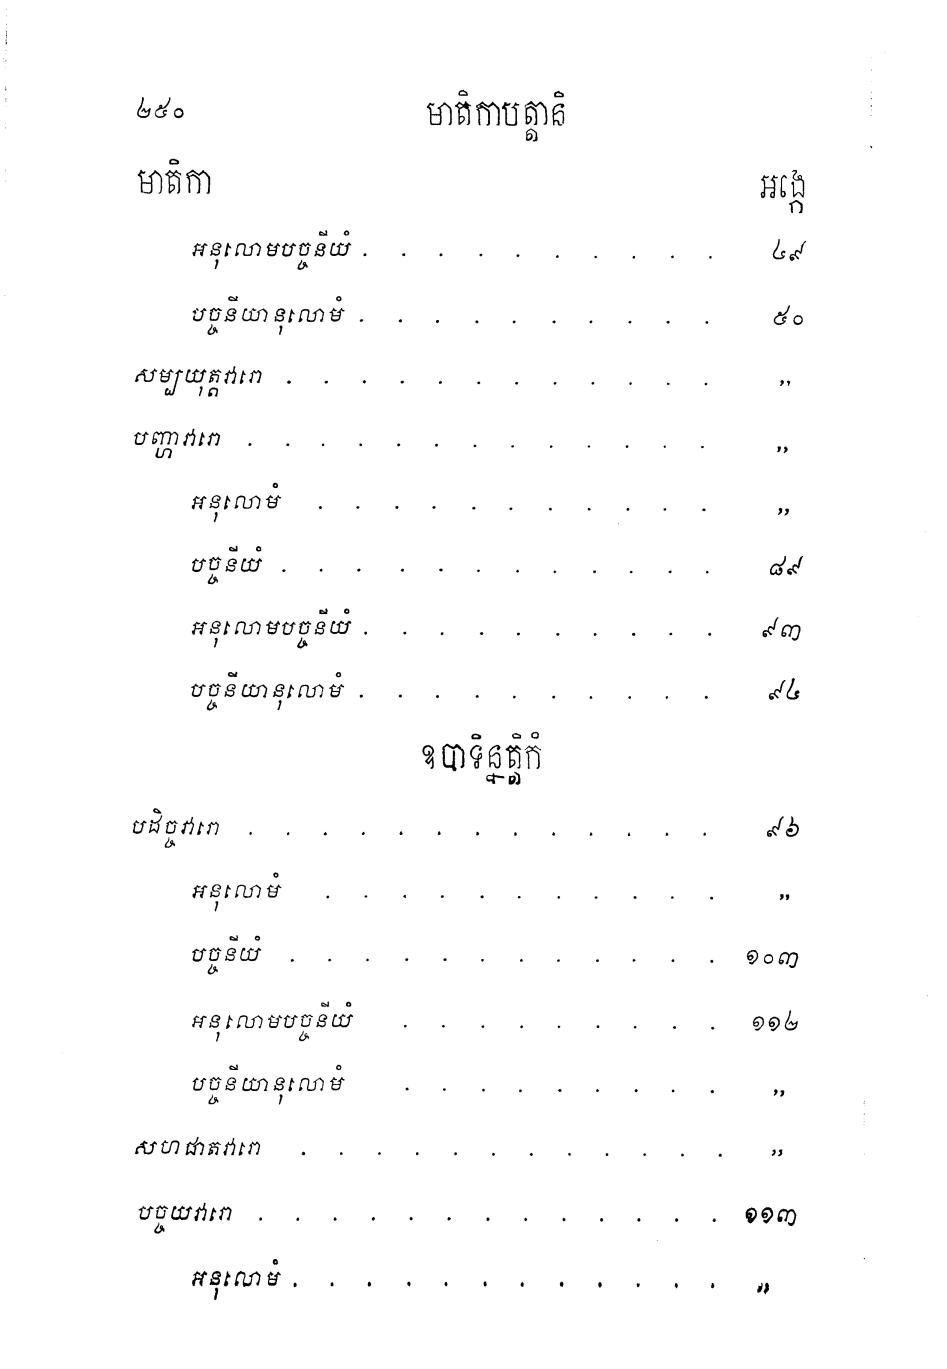 ២៥០ មាតិកាបត្តានិ
មាតិកា អង្កេ
អនុលោមបច្ចនីយំ . . . . . . . . . . ៤៩
បច្ចនីយានុលោមំ . . . . . . . . . . ៥០
សម្បយុត្តវារោ . . . . . . . . . . . . ,,
បញ្ហាវារោ . . . . . . . . . . . . . ,,
អនុលោមំ . . . . . . . . . . . ,,
បច្ចនីយំ . . . . . . . . . . . . ៨៩
អនុលោមបច្ចនីយំ . . . . . . . . . . ៩៣
បច្ចនីយានុលោមំ . . . . . . . . . . ៩៤
ឧបាទិន្នត្តិកំ
បដិច្ចវារោ . . . . . . . . . . . . . ៩៦
អនុលោមំ . . . . . . . . . . . ,,
បច្ចនីយំ . . . . . . . . . . . . ១០៣
អនុលោមបច្ចនីយំ . . . . . . . . . ១១២
បច្ចនីយានុលោមំ . . . . . . . . . ,,
សហជាតវារោ . . . . . . . . . . . . ,,
បច្ចយវារោ . . . . . . . . . . . . . ១១៣
អនុលោមំ . . . . . . . . . . . . ,,